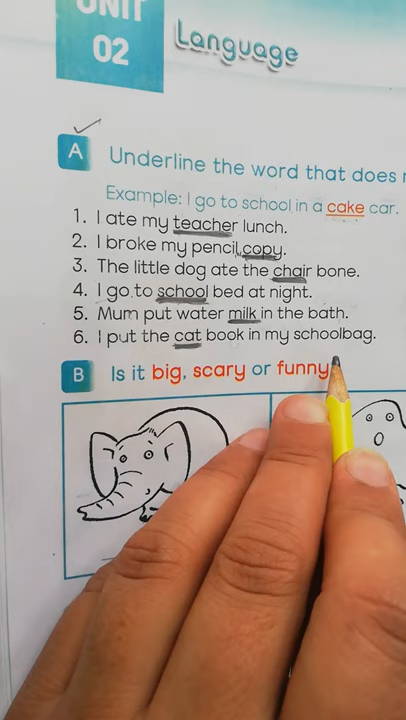 UNIT
02
Language
A Underline the word that does
Example: I go to school in a cake car.
1. I ate my teacher lunch.
2. I broke my pencil copy.
3. The little dog ate the chair bone.
4. I go to school bed at night.
5. Mum put water milk in the bath.
6. I put the cat book in my schoolbag.
B Is it big, scary or funny